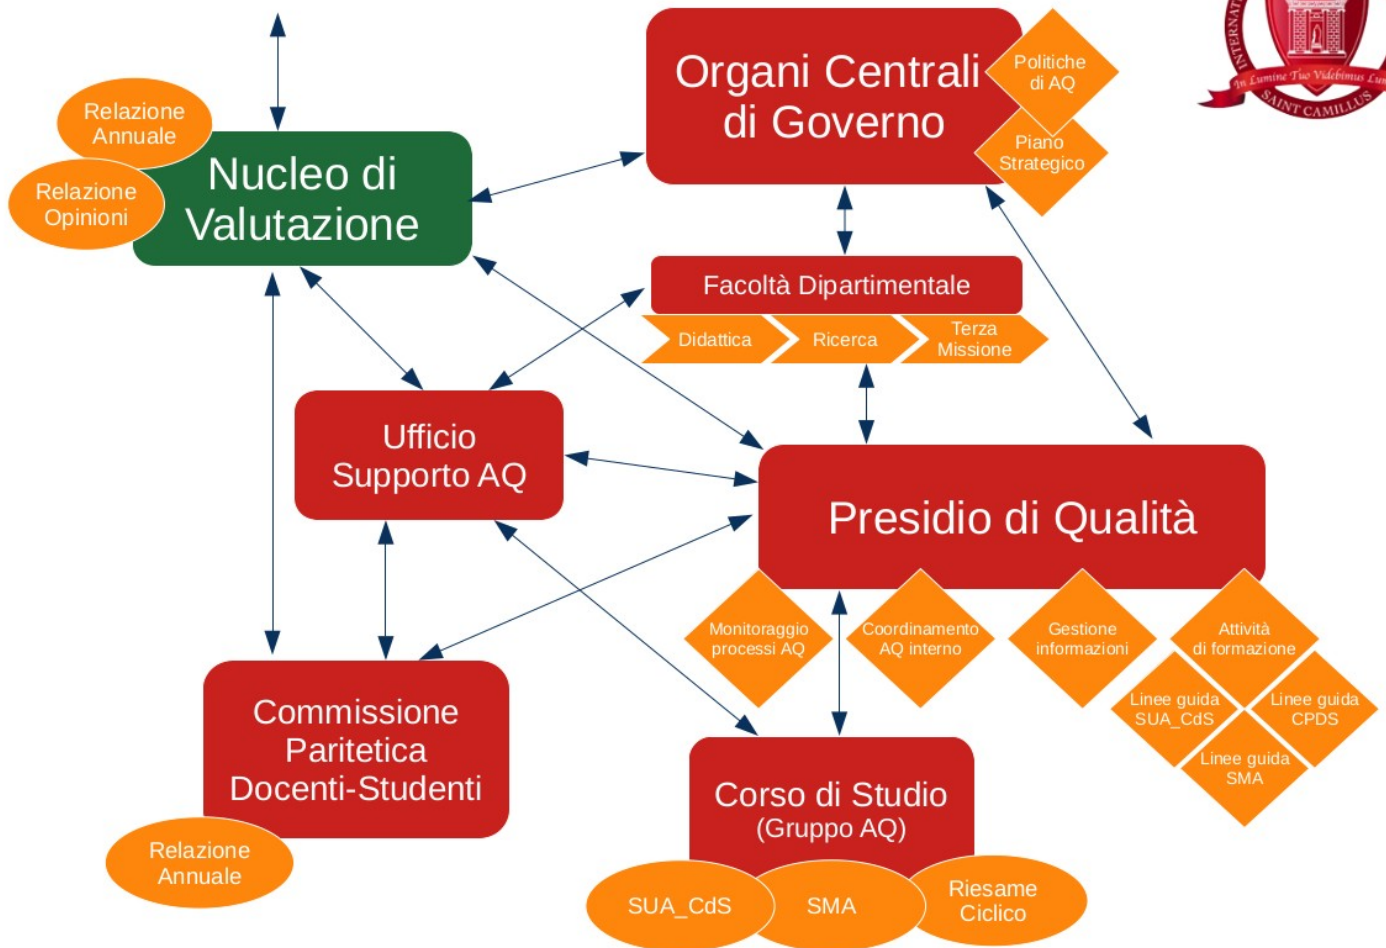 INTERNAT
In Lumine Tuo Videbimus Lum
SAINT CAMILLUS
Organi Centrali
di Governo
Politiche
di AQ
Piano
Strategico
Relazione
Annuale
Relazione
Opinioni
Nucleo di
Valutazione
Facoltà Dipartimentale
Didattica
Ricerca
Terza
Missione
Ufficio
Supporto AQ
Presidio di Qualità
Monitoraggio
processi AQ
Coordinamento
AQ interno
Gestione
informazioni
Attività
di formazione
Linee guida
SUA_CdS
Linee guida
CPDS
Linee guida
SMA
Commissione
Paritetica
Docenti-Studenti
Relazione
Annuale
Corso di Studio
(Gruppo AQ)
SUA_CdS
SMA
Riesame
Ciclico